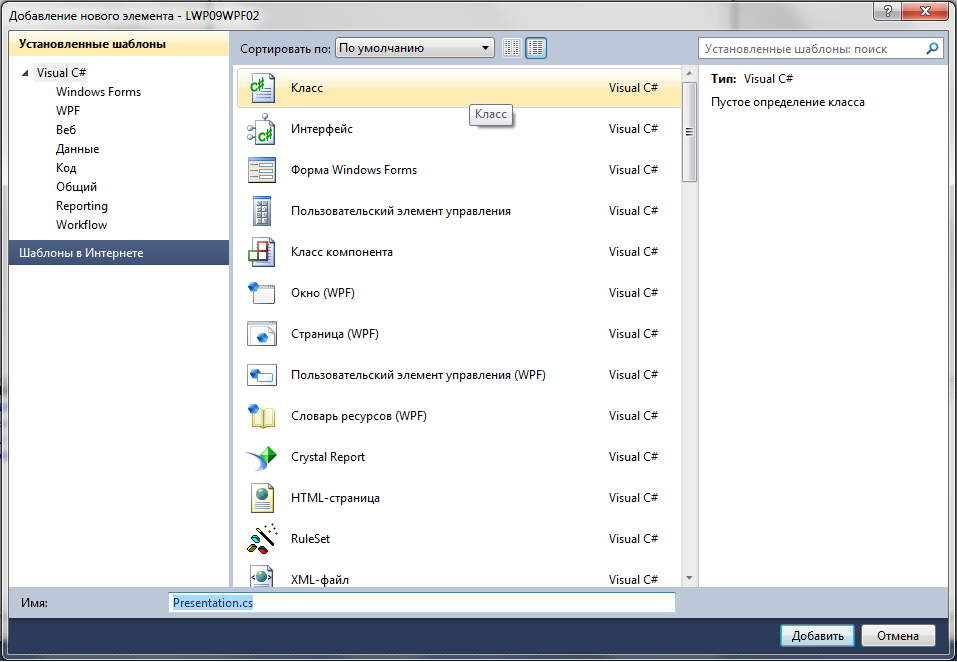 Добавление нового элемента - LWP09WPF02
Установленные шаблоны
Visual C#
Windows Forms
WPF
Веб
Данные
Код
Общий
Reporting
Workflow
Шаблоны в Интернете
Сортировать по: По умолчанию
Класс Visual C#
Класс
Интерфейс Visual C#
Форма Windows Forms Visual C#
Пользовательский элемент управления Visual C#
Класс компонента Visual C#
Окно (WPF) Visual C#
Страница (WPF) Visual C#
Пользовательский элемент управления (WPF) Visual C#
Словарь ресурсов (WPF) Visual C#
Crystal Report Visual C#
HTML-страница Visual C#
RuleSet Visual C#
XML-файл Visual C#
Установленные шаблоны: поиск
Тип: Visual C#
Пустое определение класса
Имя: Presentation.cs
Добавить Отмена